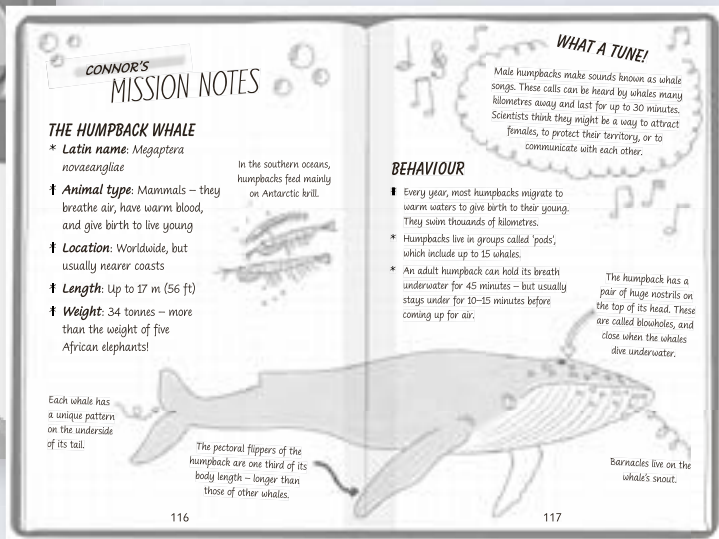 CONNOR'S
MISSION NOTES
THE HUMPBACK WHALE
* Latin name: Megaptera
novaeangliae
* Animal type: Mammals – they
breathe air, have warm blood,
and give birth to live young
* Location: Worldwide, but
usually nearer coasts
* Length: Up to 17 m (56 ft)
* Weight: 34 tonnes – more
than the weight of five
African elephants!
In the southern oceans,
humpbacks feed mainly
on Antarctic krill.
Each whale has
a unique pattern
on the underside
of its tail.
The pectoral flippers of the
humpback are one third of its
body length – longer than
those of other whales.
116
WHAT A TUNE!
Male humpbacks make sounds known as whale
songs. These calls can be heard by whales many
kilometres away and last for up to 30 minutes.
Scientists think they might be a way to attract
females, to protect their territory, or to
communicate with each other.
BEHAVIOUR
* Every year, most humpbacks migrate to
warm waters to give birth to their young.
They swim thouands of kilometres.
* Humpbacks live in groups called 'pods',
which include up to 15 whales.
* An adult humpback can hold its breath
underwater for 45 minutes – but usually
stays under for 10–15 minutes before
coming up for air.
The humpback has a
pair of huge nostrils on
the top of its head. These
are called blowholes, and
close when the whales
dive underwater.
Barnacles live on the
whale's snout.
117